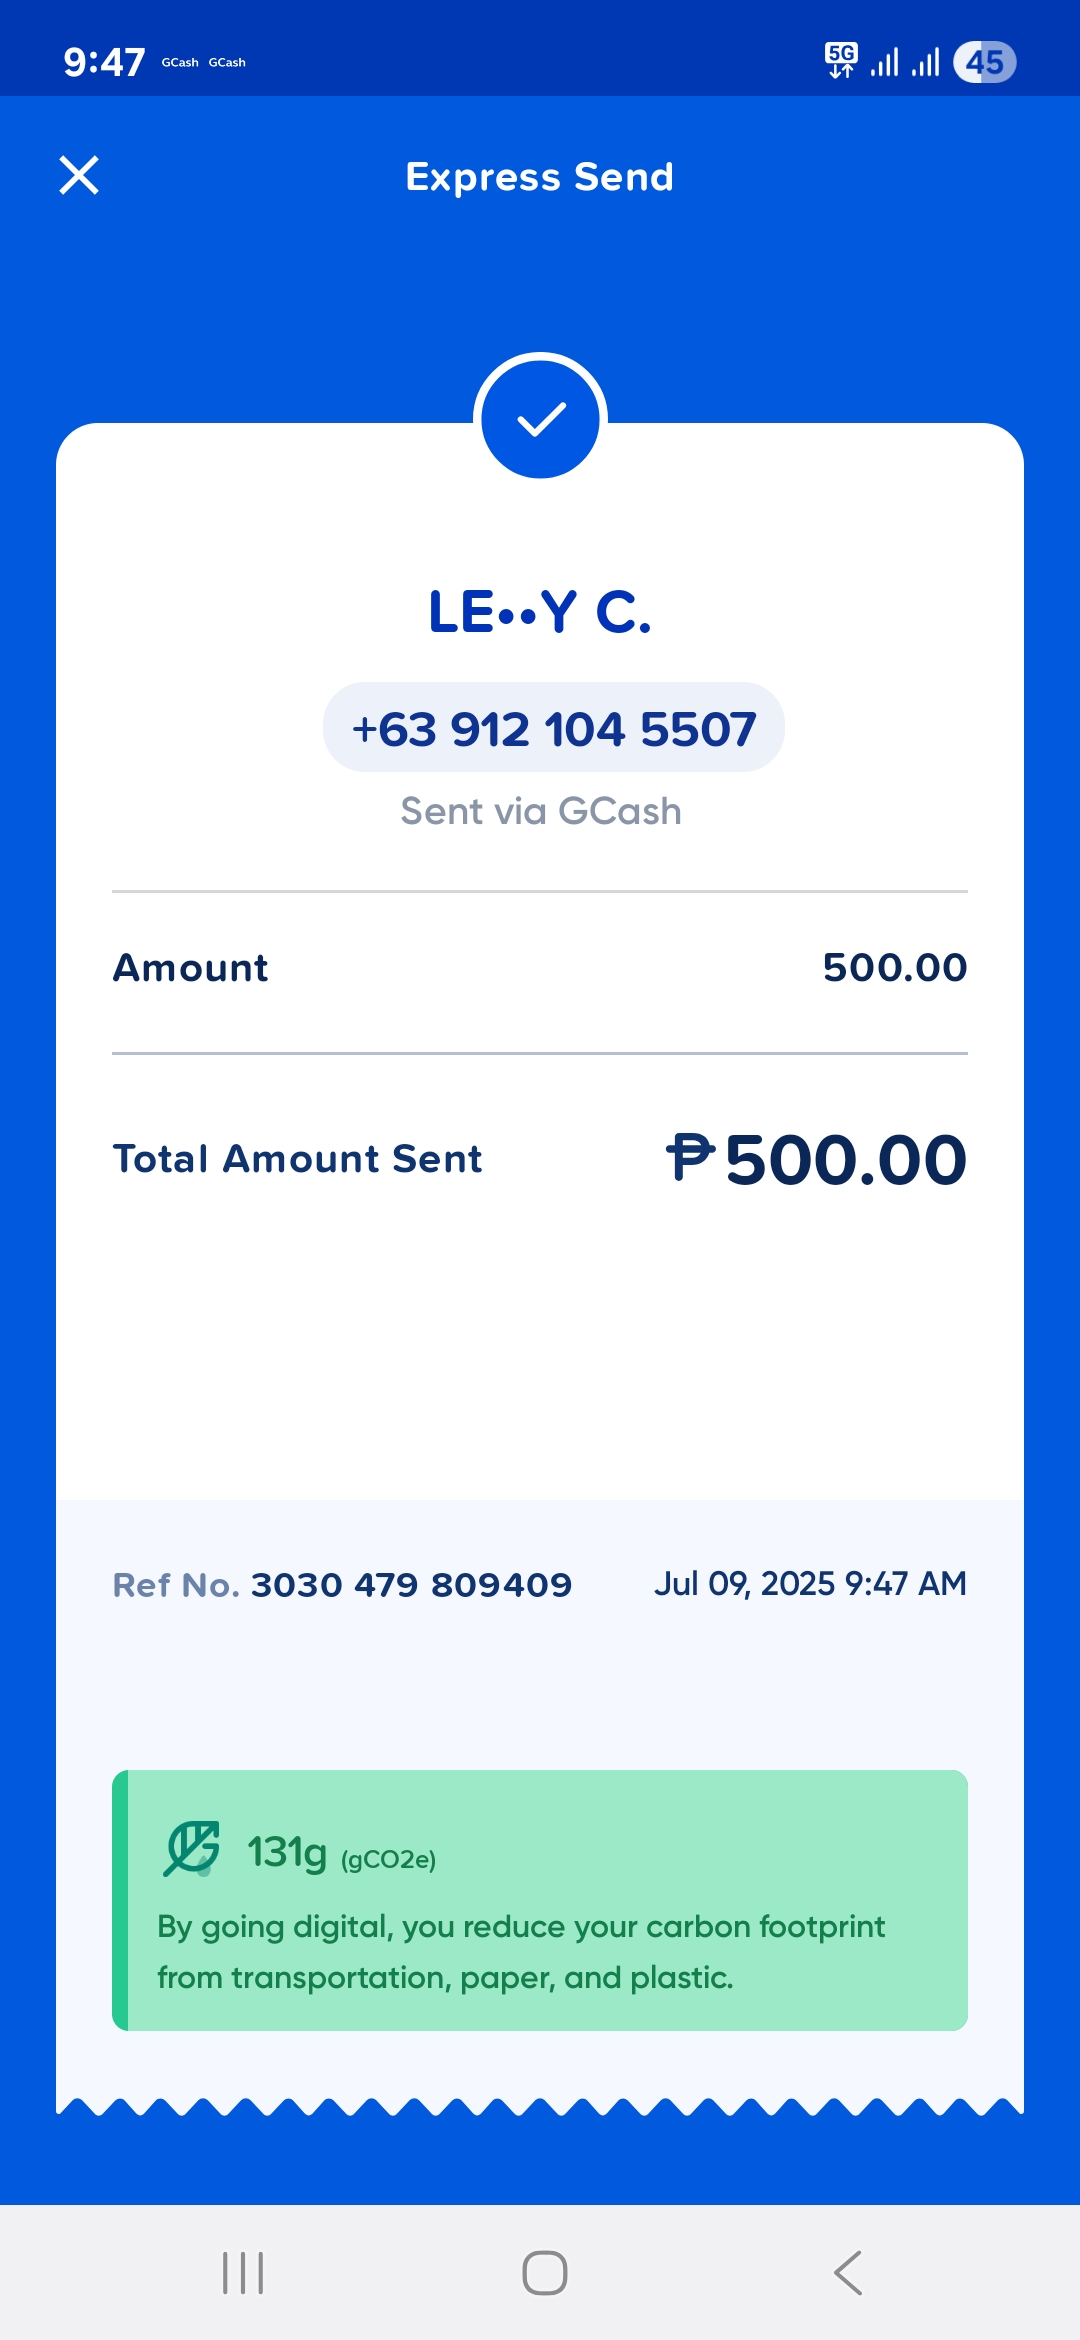 9:47 GCash GCash 5G 45
Express Send
LE••Y C.
+63 912 104 5507
Sent via GCash
Amount 500.00
Total Amount Sent ₱500.00
Ref No. 3030 479 809409 Jul 09, 2025 9:47 AM
131g (gCO2e)
By going digital, you reduce your carbon footprint
from transportation, paper, and plastic.